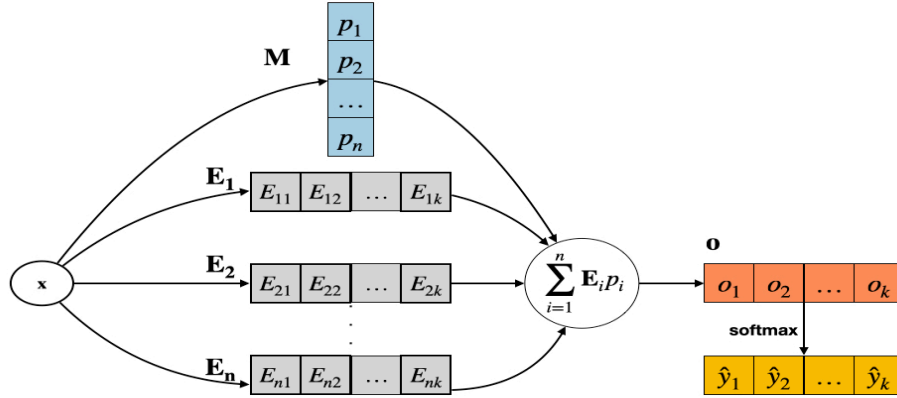 M
p₁
p₂
...
pₙ
E₁
E₁₁ E₁₂ ... E₁ₖ
x
E₂
E₂₁ E₂₂ ... E₂ₖ
. . .
Eₙ
Eₙ₁ Eₙ₂ ... Eₙₖ
∑ⁿᵢ₌₁ Eᵢpᵢ
o
o₁ o₂ ... oₖ
softmax
ŷ₁ ŷ₂ ... ŷₖ